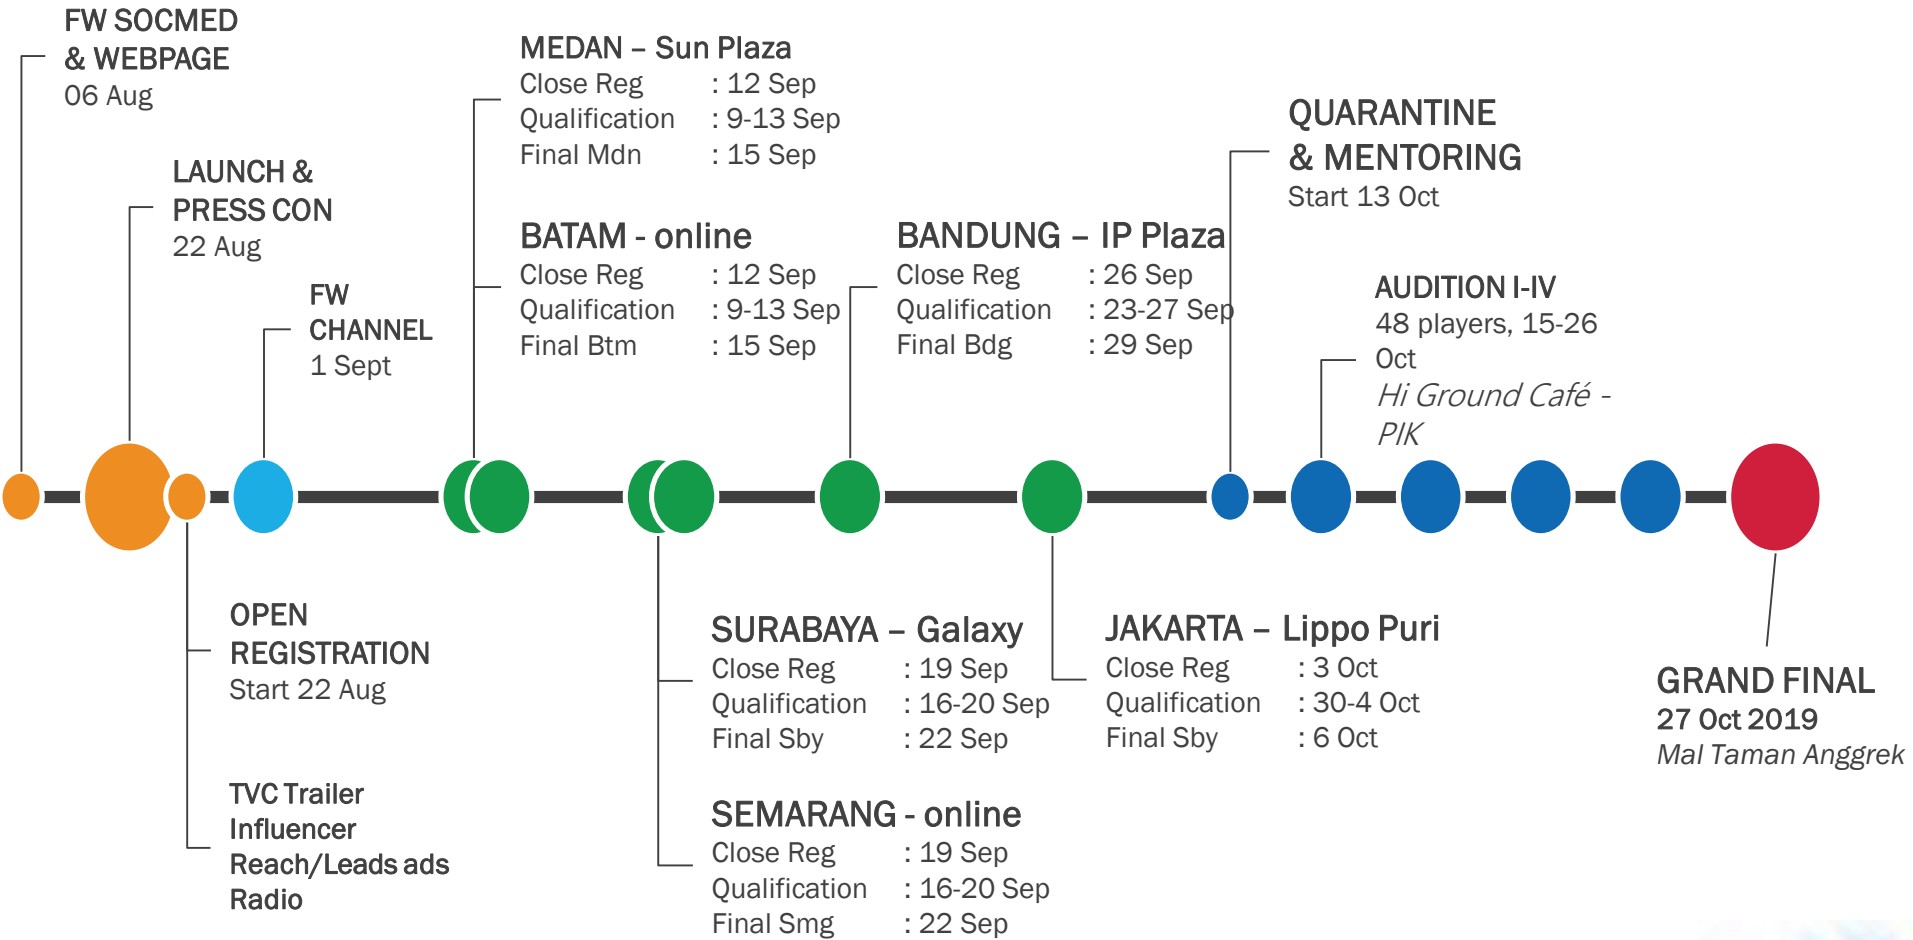 FW SOCMED
& WEBPAGE
06 Aug
LAUNCH &
PRESS CON
22 Aug
FW
CHANNEL
1 Sept
MEDAN – Sun Plaza
Close Reg : 12 Sep
Qualification : 9-13 Sep
Final Mdn : 15 Sep
BATAM - online
Close Reg : 12 Sep
Qualification : 9-13 Sep
Final Btm : 15 Sep
BANDUNG – IP Plaza
Close Reg : 26 Sep
Qualification : 23-27 Sep
Final Bdg : 29 Sep
QUARANTINE
& MENTORING
Start 13 Oct
AUDITION I-IV
48 players, 15-26
Oct
Hi Ground Café -
PIK
OPEN
REGISTRATION
Start 22 Aug
TVC Trailer
Influencer
Reach/Leads ads
Radio
SURABAYA – Galaxy
Close Reg : 19 Sep
Qualification : 16-20 Sep
Final Sby : 22 Sep
SEMARANG - online
Close Reg : 19 Sep
Qualification : 16-20 Sep
Final Smg : 22 Sep
JAKARTA – Lippo Puri
Close Reg : 3 Oct
Qualification : 30-4 Oct
Final Sby : 6 Oct
GRAND FINAL
27 Oct 2019
Mal Taman Anggrek